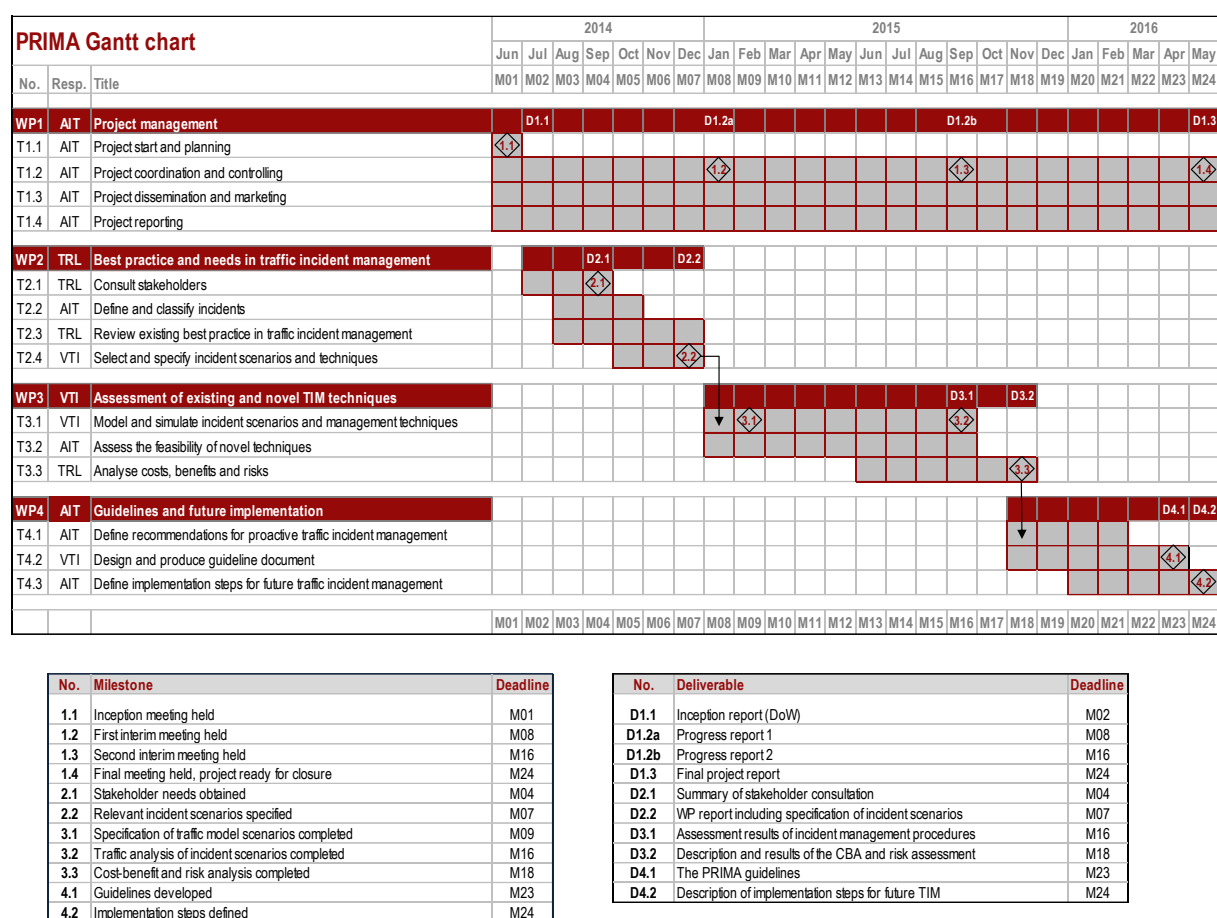 PRIMA Gantt chart
2014 2015 2016
Jun Jul Aug Sep Oct Nov Dec Jan Feb Mar Apr May Jun Jul Aug Sep Oct Nov Dec Jan Feb Mar Apr May
No. Resp. Title M01 M02 M03 M04 M05 M06 M07 M08 M09 M10 M11 M12 M13 M14 M15 M16 M17 M18 M19 M20 M21 M22 M23 M24
WP1 AIT Project management D1.1 D1.2a D1.2b D1.3
T1.1 AIT Project start and planning 1.1
T1.2 AIT Project coordination and controlling 1.2 1.3 1.4
T1.3 AIT Project dissemination and marketing
T1.4 AIT Project reporting
WP2 TRL Best practice and needs in traffic incident management D2.1 D2.2
T2.1 TRL Consult stakeholders 2.1
T2.2 AIT Define and classify incidents
T2.3 TRL Review existing best practice in traffic incident management
T2.4 VTI Select and specify incident scenarios and techniques 2.2
WP3 VTI Assessment of existing and novel TIM techniques D3.1 D3.2
T3.1 VTI Model and simulate incident scenarios and management techniques 3.1 3.2
T3.2 AIT Assess the feasibility of novel techniques
T3.3 TRL Analyse costs, benefits and risks 3.3
WP4 AIT Guidelines and future implementation D4.1 D4.2
T4.1 AIT Define recommendations for proactive traffic incident management
T4.2 VTI Design and produce guideline document 4.1
T4.3 AIT Define implementation steps for future traffic incident management 4.2
M01 M02 M03 M04 M05 M06 M07 M08 M09 M10 M11 M12 M13 M14 M15 M16 M17 M18 M19 M20 M21 M22 M23 M24
No. Milestone Deadline
1.1 Inception meeting held M01
1.2 First interim meeting held M08
1.3 Second interim meeting held M16
1.4 Final meeting held, project ready for closure M24
2.1 Stakeholder needs obtained M04
2.2 Relevant incident scenarios specified M07
3.1 Specification of traffic model scenarios completed M09
3.2 Traffic analysis of incident scenarios completed M16
3.3 Cost-benefit and risk analysis completed M18
4.1 Guidelines developed M23
4.2 Implementation steps defined M24
No. Deliverable Deadline
D1.1 Inception report (DoW) M02
D1.2a Progress report 1 M08
D1.2b Progress report 2 M16
D1.3 Final project report M24
D2.1 Summary of stakeholder consultation M04
D2.2 WP report including specification of incident scenarios M07
D3.1 Assessment results of incident management procedures M16
D3.2 Description and results of the CBA and risk assessment M18
D4.1 The PRIMA guidelines M23
D4.2 Description of implementation steps for future TIM M24